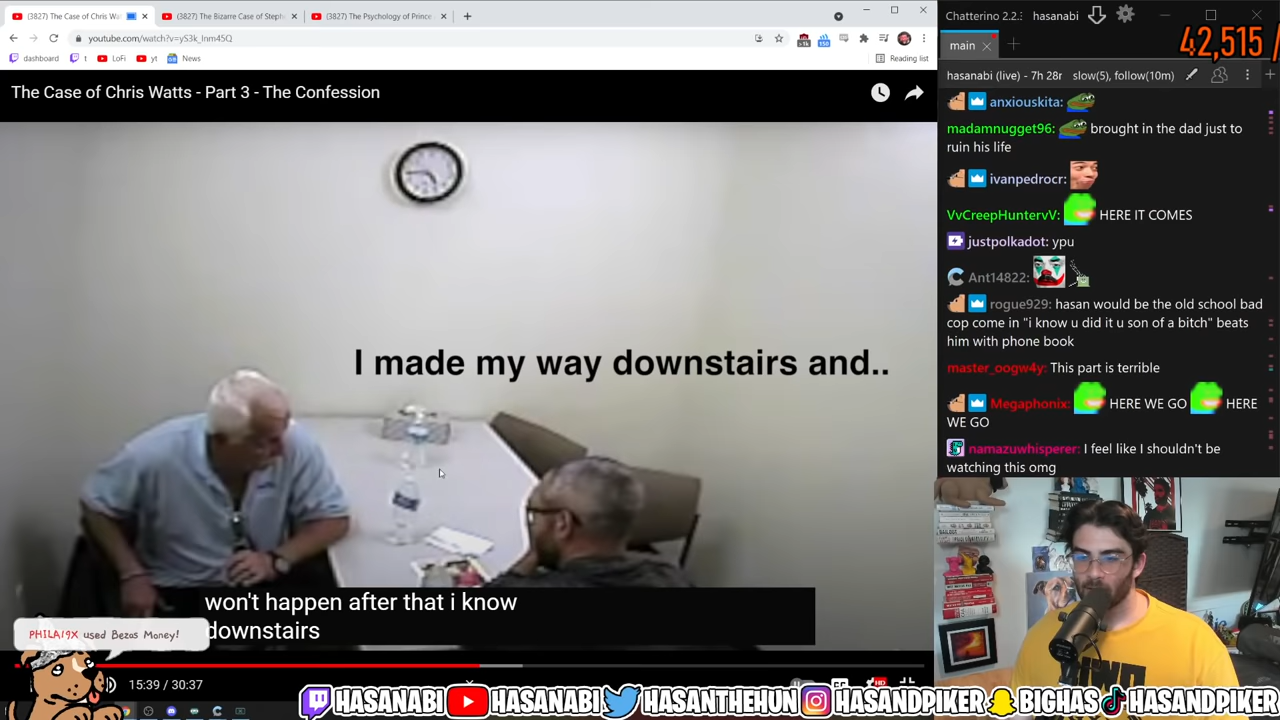 (3827) The Case of Chris Wat
(3827) The Bizarre Case of Steph
(3827) The Psychology of Prince
youtube.com/watch?v=yS3k_lnm45Q
dashboard
t
LoFi
yt
News
Reading list
The Case of Chris Watts - Part 3 - The Confession
I made my way downstairs and..
won't happen after that i know
downstairs
PHILA19X used Bezos Money!
15:39 / 30:37
HD
Chatterino 2.2.
hasanabi
42,515 /
main
hasanabi (live) - 7h 28r
slow(5), follow(10m)
anxiouskita:
madamnugget96: brought in the dad just to
ruin his life
ivanpedrocr:
VvCreepHuntervV: HERE IT COMES
justpolkadot: ypu
Ant14822:
rogue929: hasan would be the old school bad
cop come in "i know u did it u son of a bitch" beats
him with phone book
master_oogw4y: This part is terrible
Megaphonix: HERE WE GO HERE
WE GO
namazuwhisperer: I feel like I shouldn't be
watching this omg
HASANABI HASANABI HASANTHEHUN HASANDPIKER BIGHAS HASANDPIKER